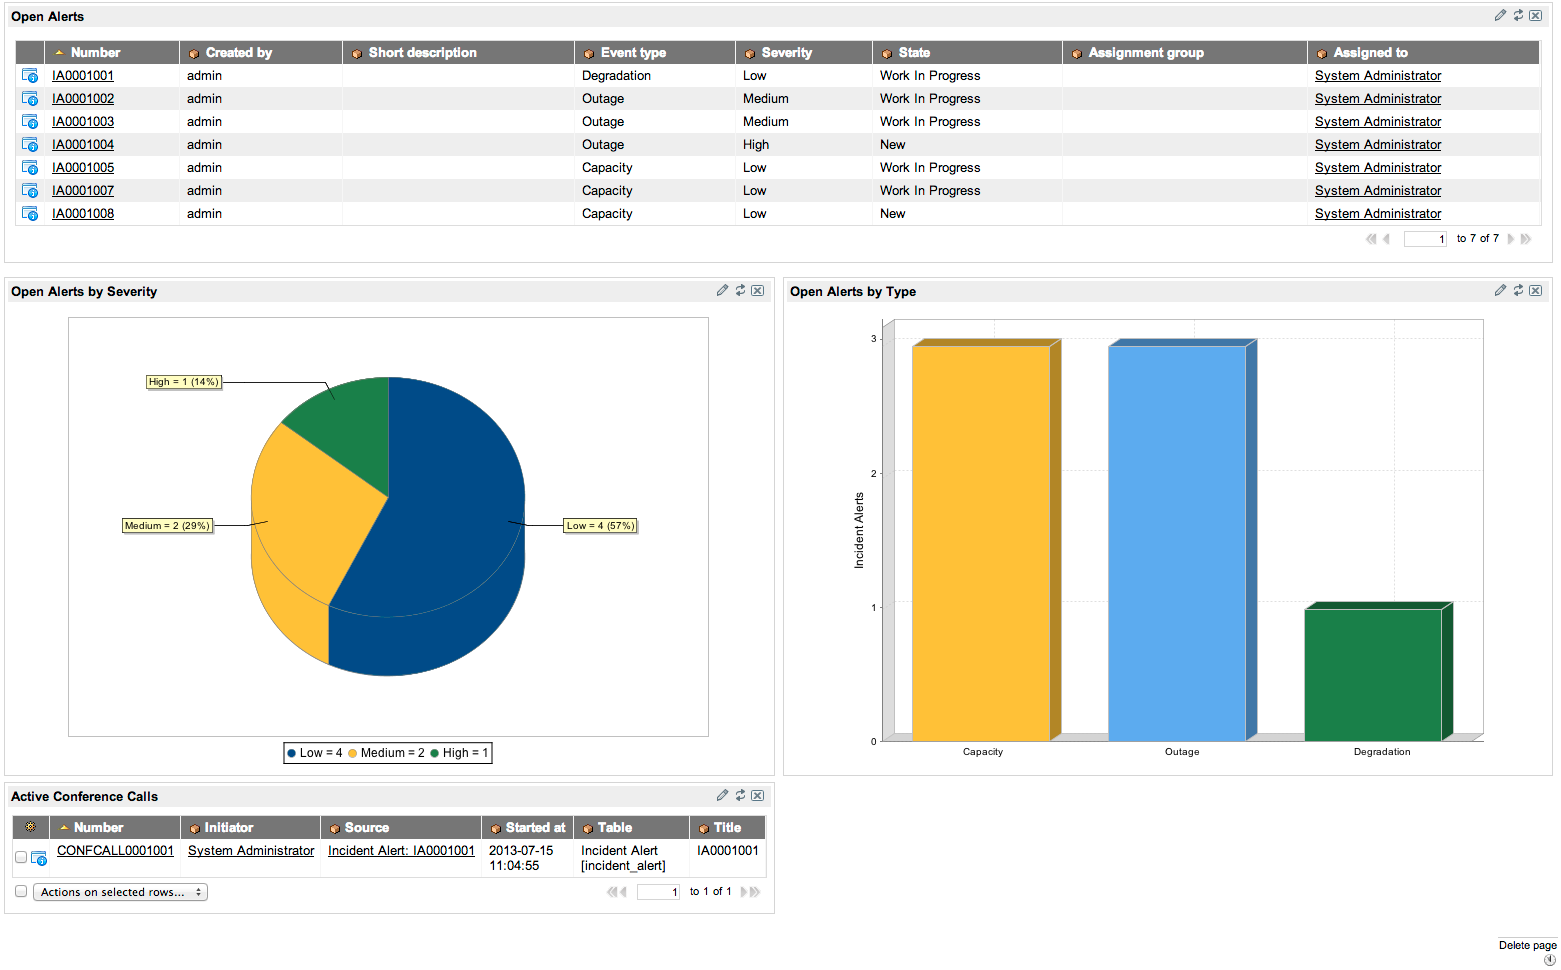 Open Alerts
Number Created by Short description Event type Severity State Assignment group Assigned to
IA0001001 admin Degradation Low Work In Progress System Administrator
IA0001002 admin Outage Medium Work In Progress System Administrator
IA0001003 admin Outage Medium Work In Progress System Administrator
IA0001004 admin Outage High New System Administrator
IA0001005 admin Capacity Low Work In Progress System Administrator
IA0001007 admin Capacity Low Work In Progress System Administrator
IA0001008 admin Capacity Low New System Administrator
1 to 7 of 7
Open Alerts by Severity
High = 1 (14%)
Medium = 2 (29%)
Low = 4 (57%)
Low = 4 Medium = 2 High = 1
Open Alerts by Type
Incident Alerts
3
2
1
0
Capacity Outage Degradation
Active Conference Calls
Number Initiator Source Started at Table Title
CONFCALL0001001 System Administrator Incident Alert: IA0001001 2013-07-15 Incident Alert IA0001001
11:04:55 [incident_alert]
Actions on selected rows... 1 to 1 of 1
Delete page